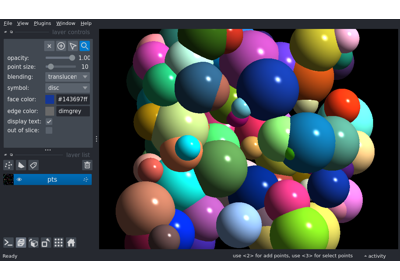 File View Plugins Window Help
layer controls
opacity: 1.00
point size: 10
blending: translucen
symbol: disc
face color: #143697ff
edge color: dimgrey
display text:
out of slice:
layer list
pts
Ready use <2> for add points, use <3> for select points activity